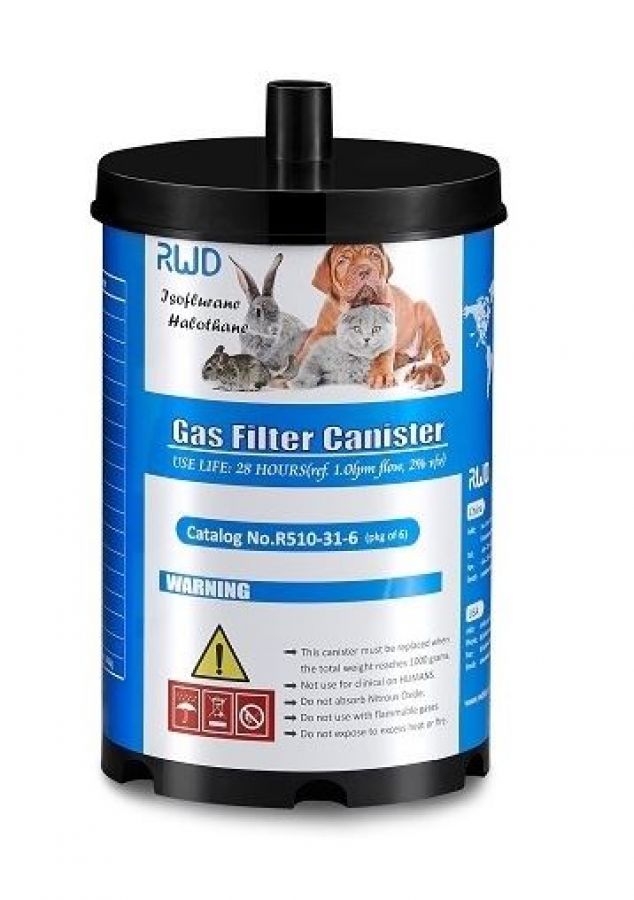 RWD
Isoflurane
Halothane
Gas Filter Canister
USE LIFE: 28 HOURS(ref. 1.0lpm flow, 2% v/v)
Catalog No.R510-31-6 (pkg of 6)
WARNING
This canister must be replaced when
the total weight reaches 1000 grams.
Not use for clinical on HUMANS.
Do not absorb Nitrous Oxide.
Do not use with flammable gases
Do not expose to excess heat or fire.
RWD
China
USA